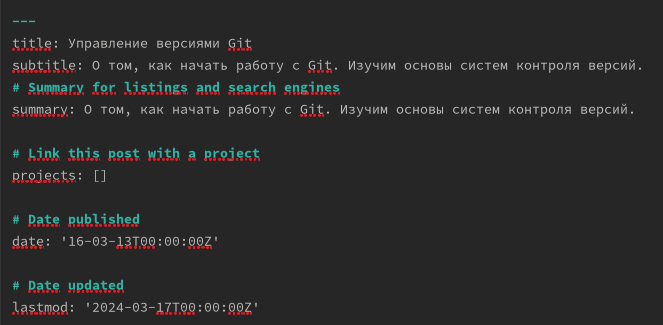 ---
title: Управление версиями Git
subtitle: О том, как начать работу с Git. Изучим основы систем контроля версий.
# Summary for listings and search engines
summary: О том, как начать работу с Git. Изучим основы систем контроля версий.
# Link this post with a project
projects: []
# Date published
date: '16-03-13T00:00:00Z'
# Date updated
lastmod: '2024-03-17T00:00:00Z'